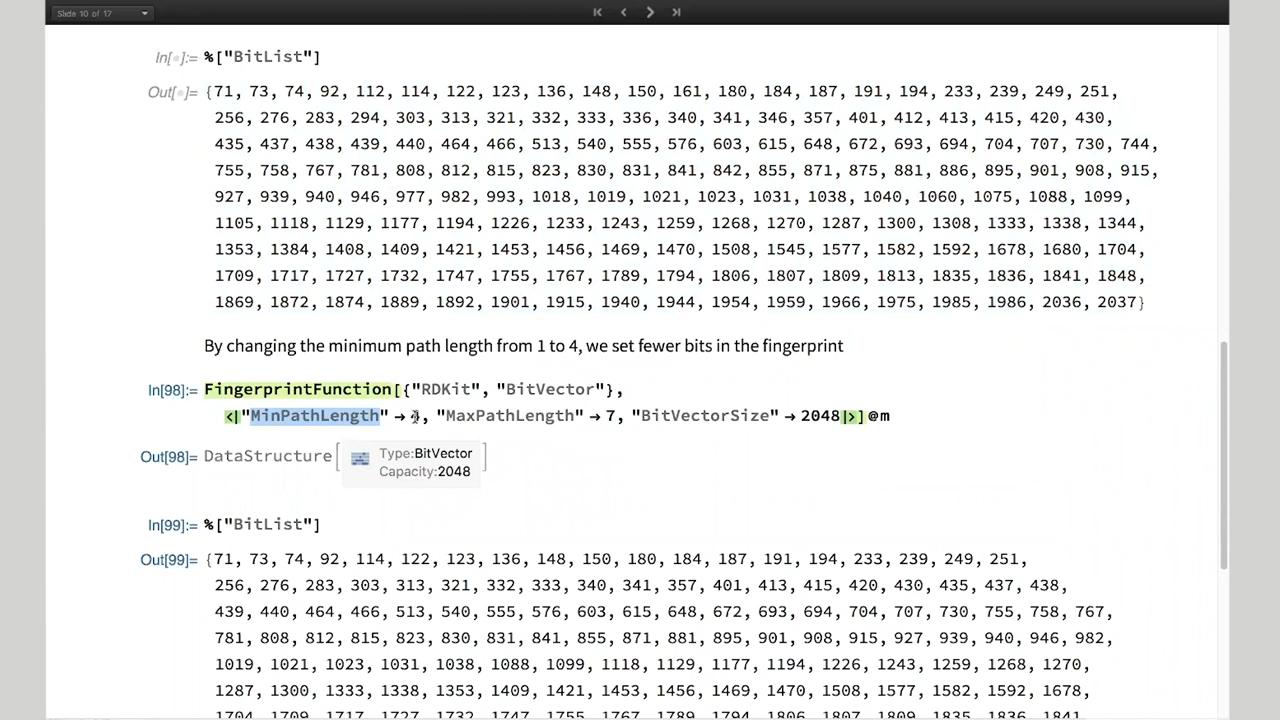 Slide 10 of 17
In[ ]:= %["BitList"]
Out[ ]= {71, 73, 74, 92, 112, 114, 122, 123, 136, 148, 150, 161, 180, 184, 187, 191, 194, 233, 239, 249, 251,
256, 276, 283, 294, 303, 313, 321, 332, 333, 336, 340, 341, 346, 357, 401, 412, 413, 415, 420, 430,
435, 437, 438, 439, 440, 464, 466, 513, 540, 555, 576, 603, 615, 648, 672, 693, 694, 704, 707, 730, 744,
755, 758, 767, 781, 808, 812, 815, 823, 830, 831, 841, 842, 855, 871, 875, 881, 886, 895, 901, 908, 915,
927, 939, 940, 946, 977, 982, 993, 1018, 1019, 1021, 1023, 1031, 1038, 1040, 1060, 1075, 1088, 1099,
1105, 1118, 1129, 1177, 1194, 1226, 1233, 1243, 1259, 1268, 1270, 1287, 1300, 1308, 1333, 1338, 1344,
1353, 1384, 1408, 1409, 1421, 1453, 1456, 1469, 1470, 1508, 1545, 1577, 1582, 1592, 1678, 1680, 1704,
1709, 1717, 1727, 1732, 1747, 1755, 1767, 1789, 1794, 1806, 1807, 1809, 1813, 1835, 1836, 1841, 1848,
1869, 1872, 1874, 1889, 1892, 1901, 1915, 1940, 1944, 1954, 1959, 1966, 1975, 1985, 1986, 2036, 2037}
By changing the minimum path length from 1 to 4, we set fewer bits in the fingerprint
In[98]:= FingerprintFunction[{"RDKit", "BitVector"},
<|"MinPathLength" → , "MaxPathLength" → 7, "BitVectorSize" → 2048|>]@m
Out[98]= DataStructure[ Type:BitVector
Capacity:2048 ]
In[99]:= %["BitList"]
Out[99]= {71, 73, 74, 92, 114, 122, 123, 136, 148, 150, 180, 184, 187, 191, 194, 233, 239, 249, 251,
256, 276, 283, 303, 313, 321, 332, 333, 340, 341, 357, 401, 413, 415, 420, 430, 435, 437, 438,
439, 440, 464, 466, 513, 540, 555, 576, 603, 615, 648, 672, 693, 694, 704, 707, 730, 755, 758, 767,
781, 808, 812, 815, 823, 830, 831, 841, 855, 871, 881, 895, 901, 908, 915, 927, 939, 940, 946, 982,
1019, 1021, 1023, 1031, 1038, 1088, 1099, 1118, 1129, 1177, 1194, 1226, 1243, 1259, 1268, 1270,
1287, 1300, 1333, 1338, 1353, 1409, 1421, 1453, 1456, 1469, 1470, 1508, 1577, 1582, 1592, 1678,
1704, 1709, 1717, 1727, 1732, 1747, 1755, 1767, 1789, 1794, 1806, 1807, 1809, 1835, 1836, 1841,